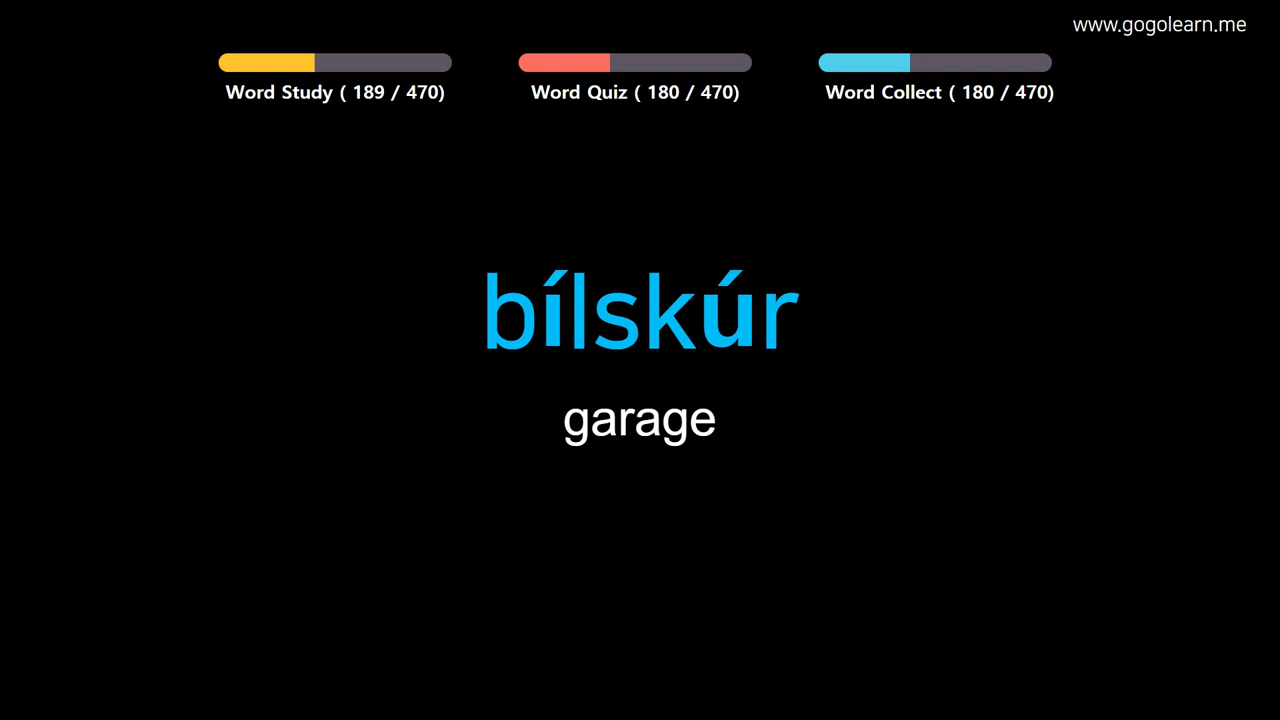 www.gogolearn.me
Word Study ( 189 / 470)
Word Quiz ( 180 / 470)
Word Collect ( 180 / 470)
bílskúr
garage